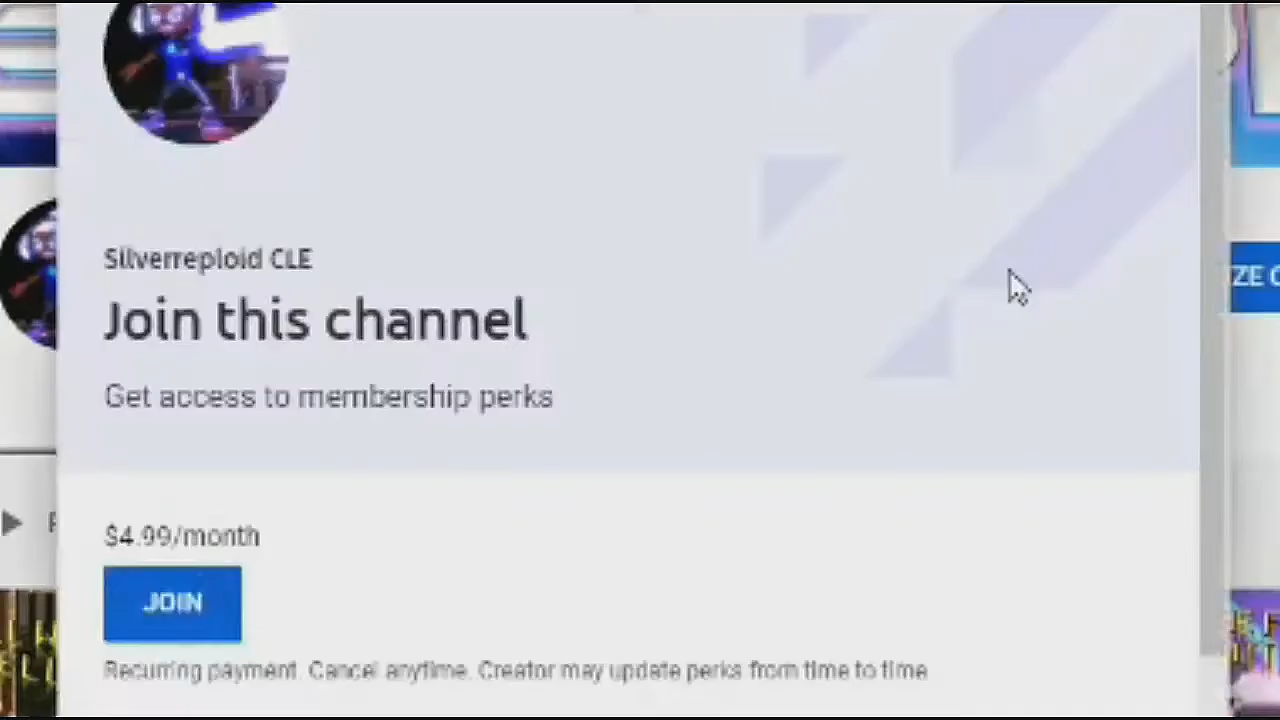 Silverreploid CLE
Join this channel
Get access to membership perks
ZE C
$4.99/month
JOIN
Recurring payment. Cancel anytime. Creator may update perks from time to time.